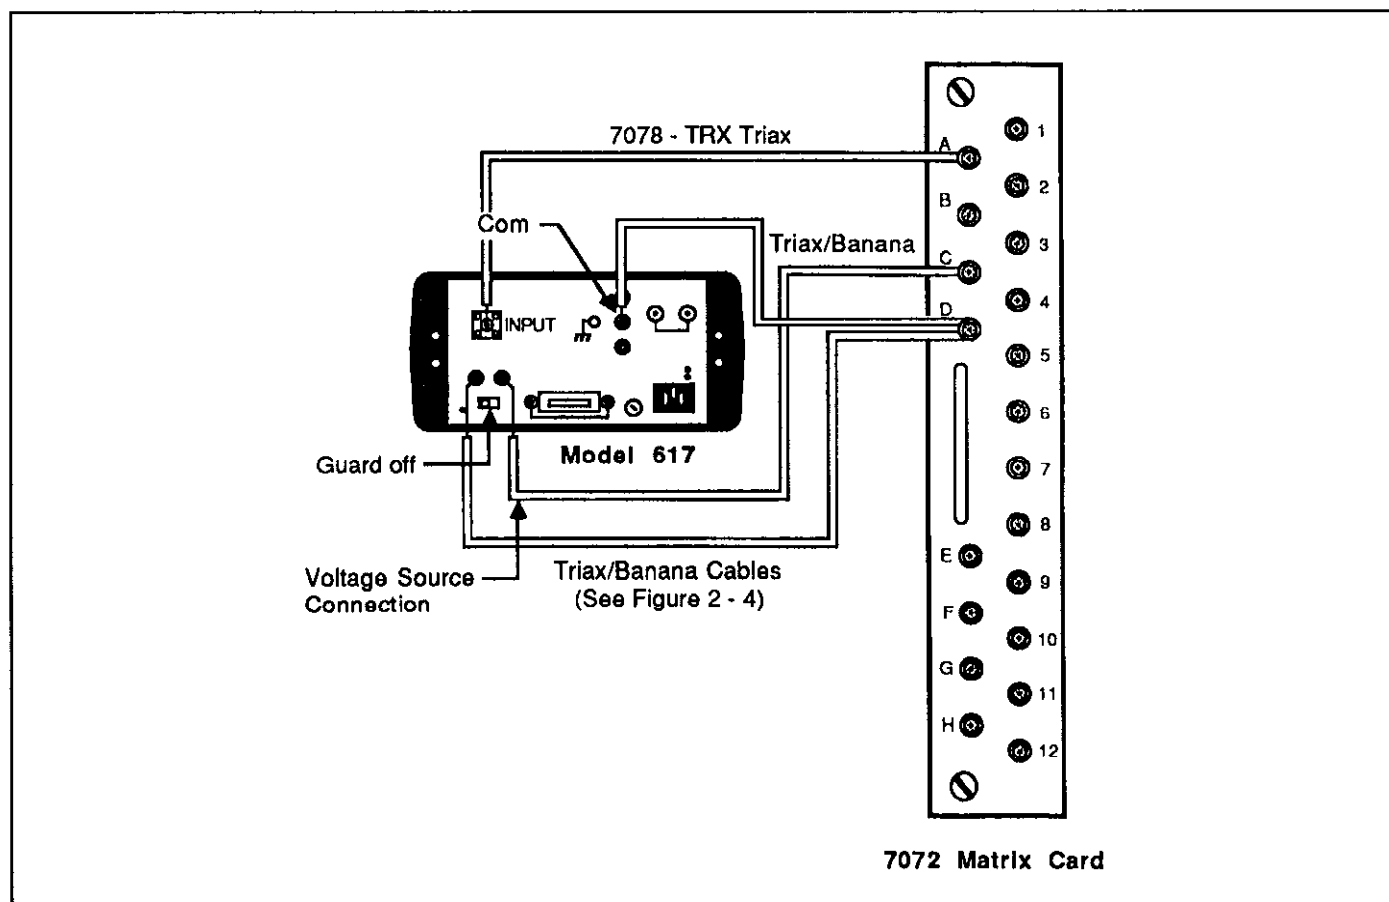 7078 - TRX Triax
Com
Triax/Banana
INPUT
Guard off
Model 617
Voltage Source
Connection
Triax/Banana Cables
(See Figure 2 - 4)
A
B
C
D
E
F
G
H
1
2
3
4
5
6
7
8
9
10
11
12
7072 Matrix Card